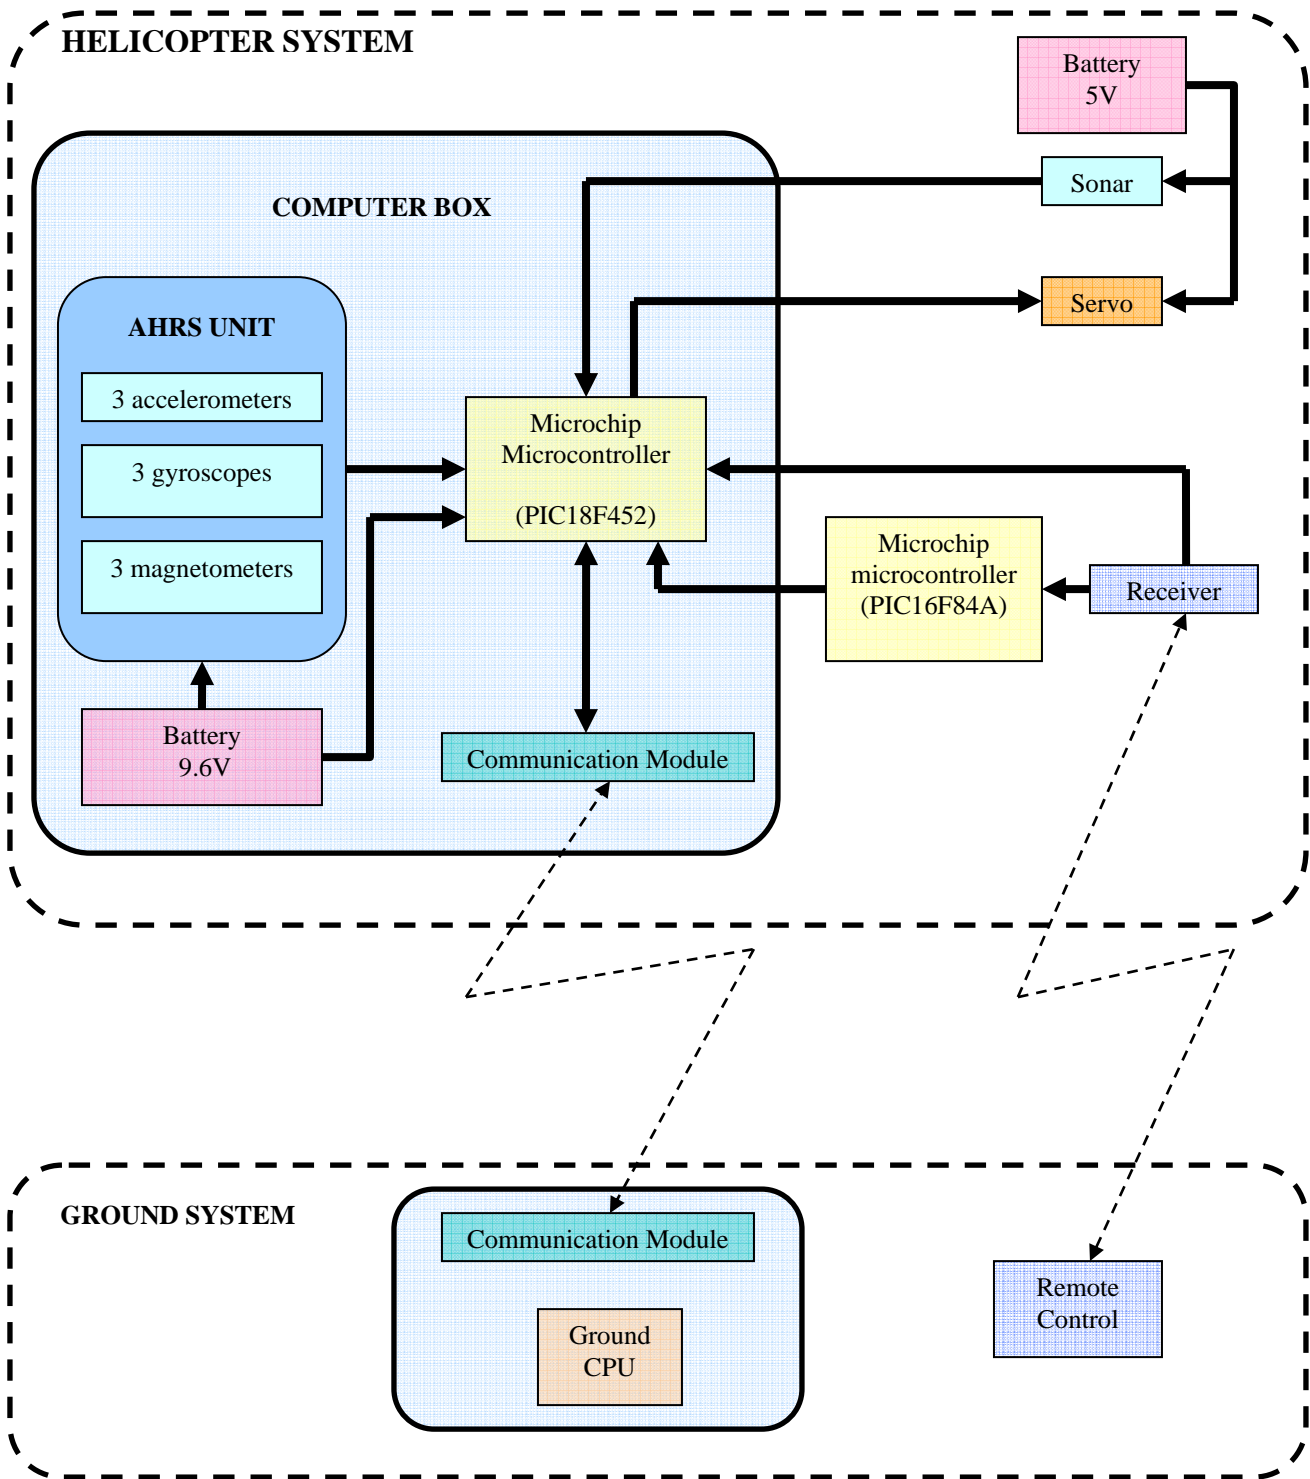 HELICOPTER SYSTEM
Battery
5V
Sonar
COMPUTER BOX
Servo
AHRS UNIT
3 accelerometers
3 gyroscopes
3 magnetometers
Microchip
Microcontroller
(PIC18F452)
Microchip
microcontroller
(PIC16F84A)
Receiver
Battery
9.6V
Communication Module
GROUND SYSTEM
Communication Module
Ground
CPU
Remote
Control